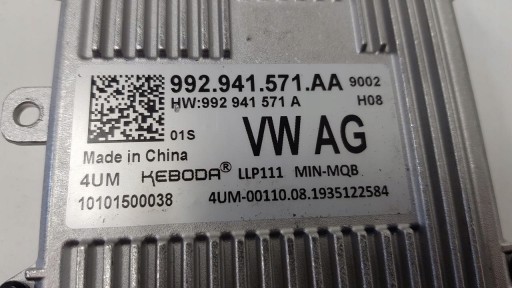 992.941.571.AA 9002
HW:992 941 571 A H08
01S VW AG
Made in China
4UM KEBODA® LLP111 MIN-MQB
10101500038 4UM-00110.08.1935122584